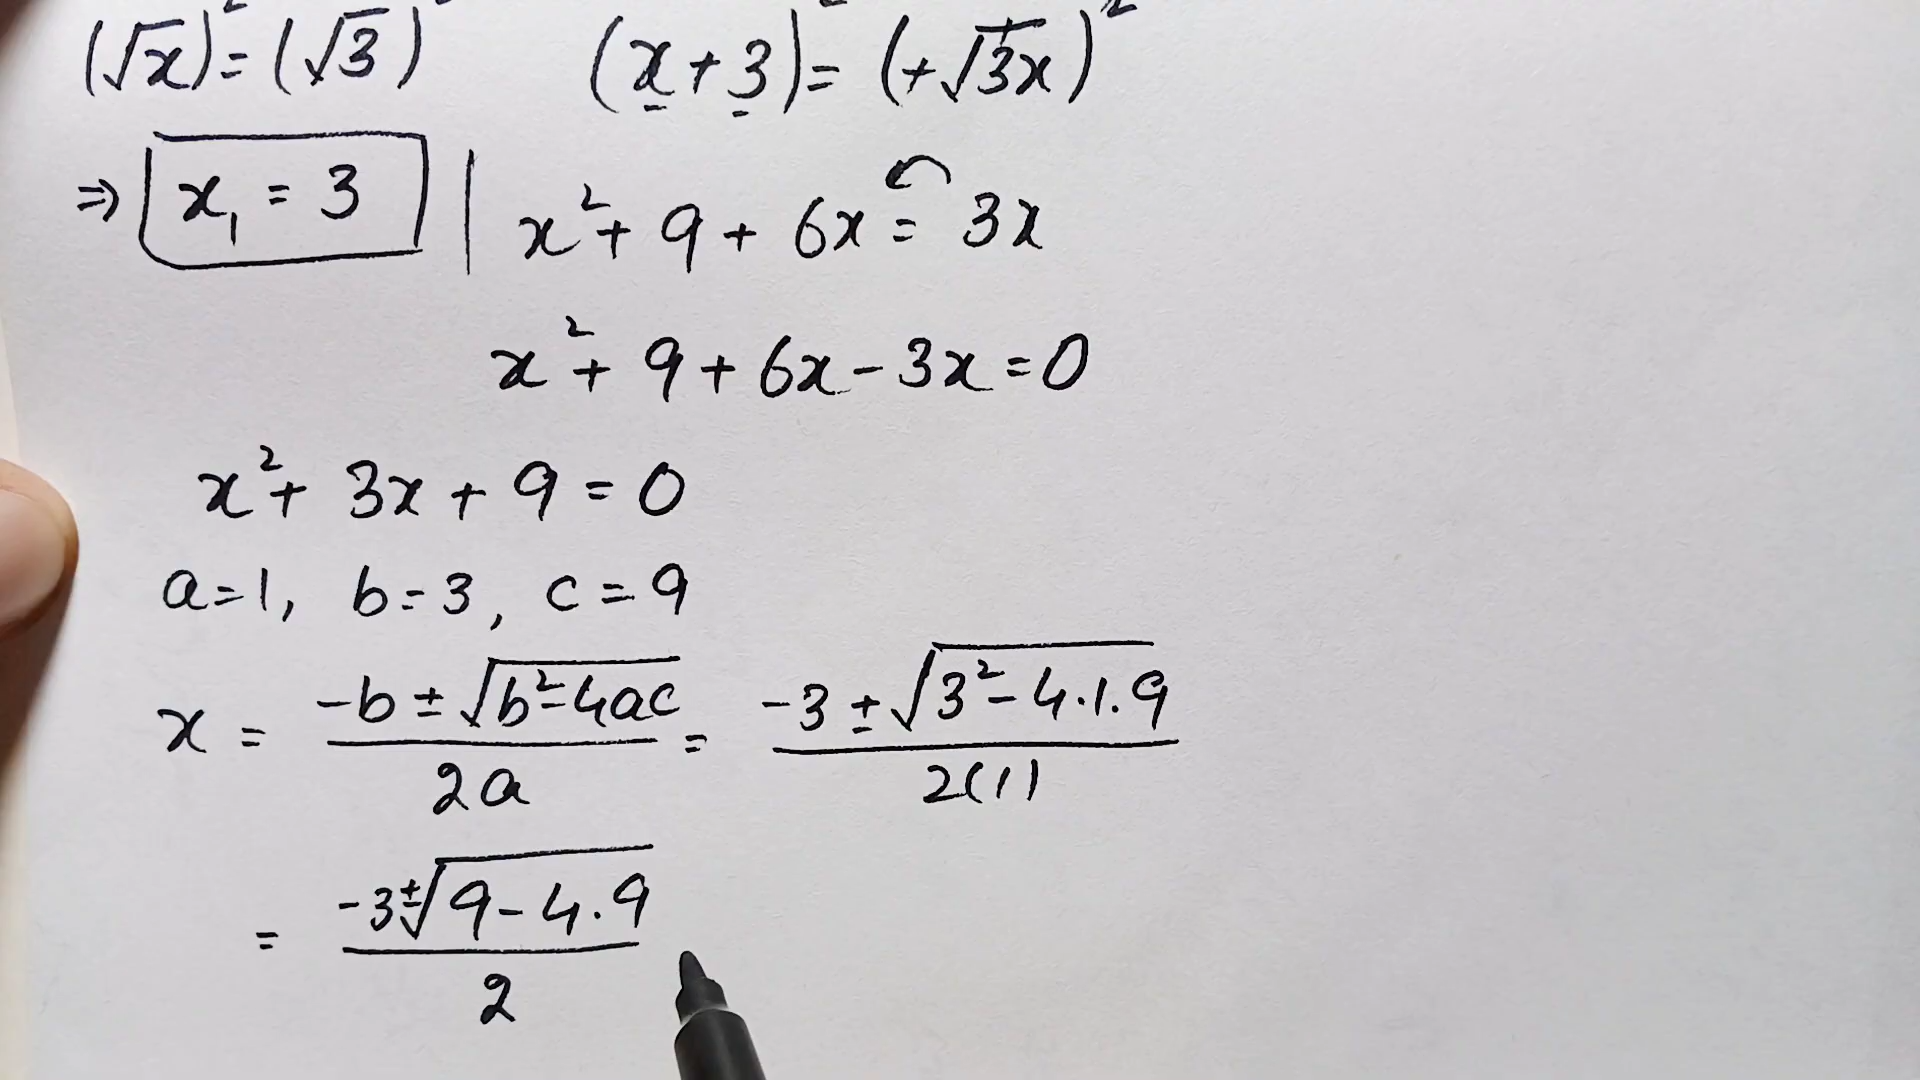 (√x)² = (√3)² (x + 3)² = (+√3x)²
⇒ x₁ = 3 | x² + 9 + 6x = 3x
x² + 9 + 6x - 3x = 0
x² + 3x + 9 = 0
a = 1, b = 3, c = 9
x = (-b ± √(b² - 4ac))/(2a) = (-3 ± √(3² - 4·1·9))/(2(1))
= (-3 ± √(9 - 4·9))/2